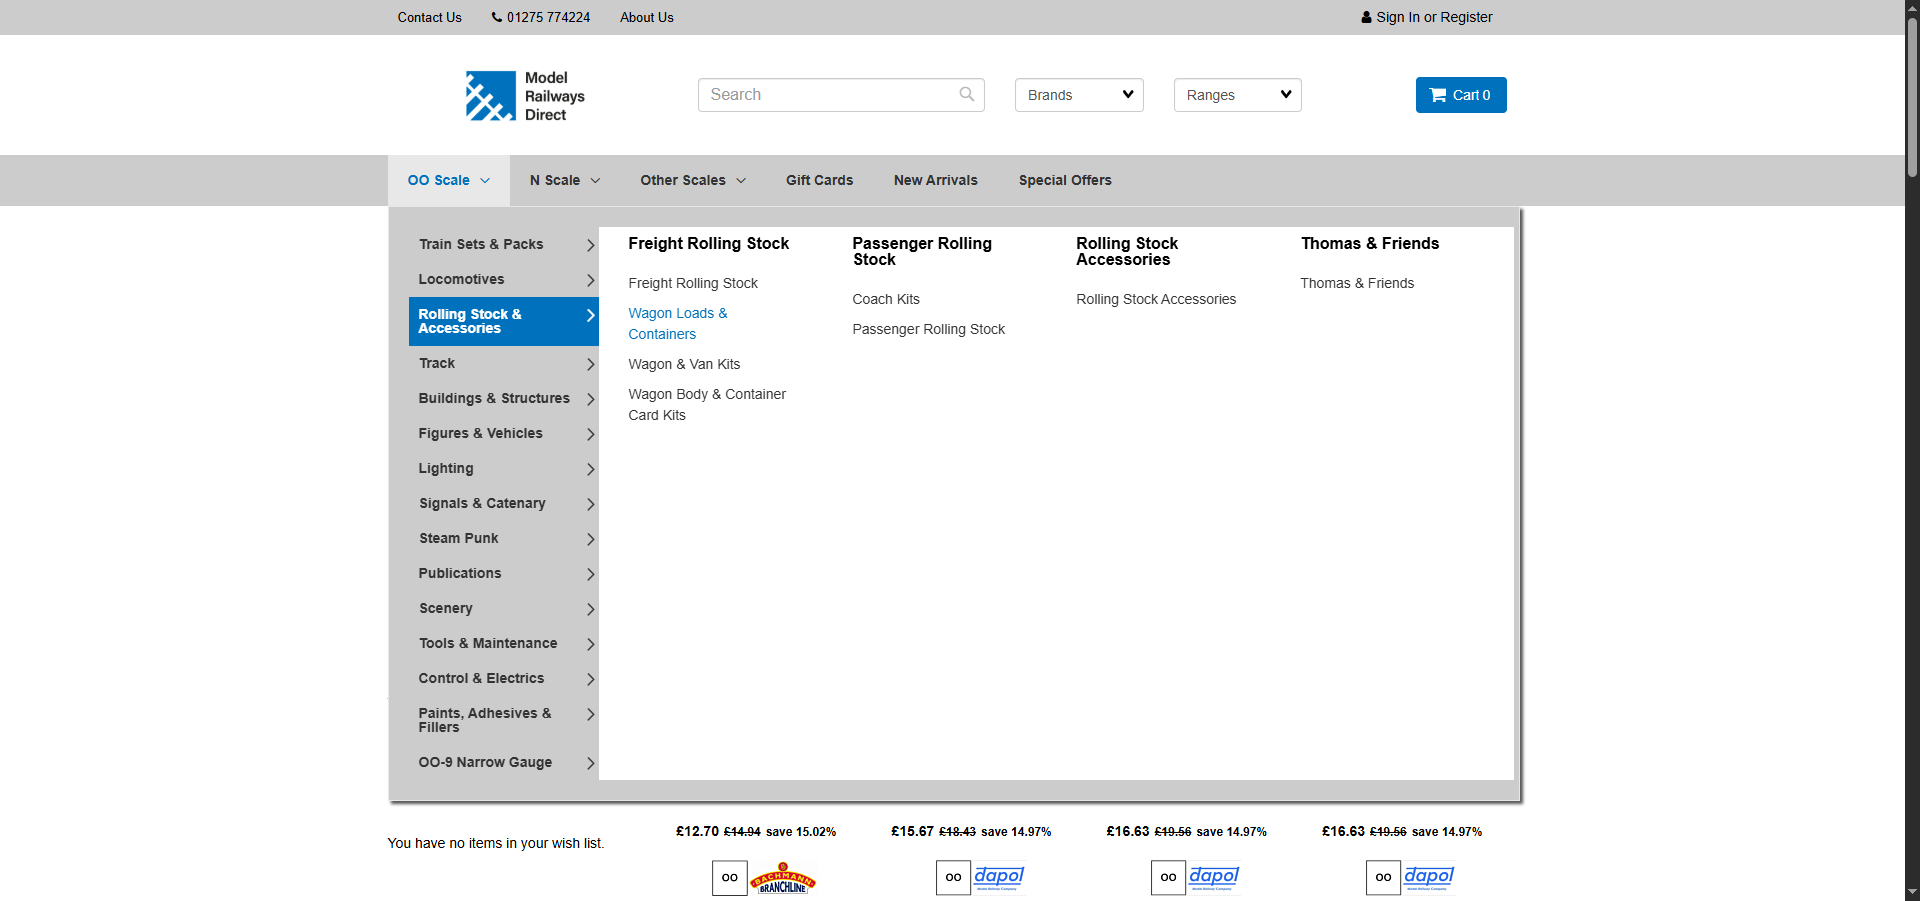 Contact Us
01275 774224
About Us
Sign In or Register
Model
Railways
Direct
Search
Brands
Ranges
Cart 0
OO Scale
N Scale
Other Scales
Gift Cards
New Arrivals
Special Offers
Train Sets & Packs
Locomotives
Rolling Stock &
Accessories
Track
Buildings & Structures
Figures & Vehicles
Lighting
Signals & Catenary
Steam Punk
Publications
Scenery
Tools & Maintenance
Control & Electrics
Paints, Adhesives &
Fillers
OO-9 Narrow Gauge
Freight Rolling Stock
Freight Rolling Stock
Wagon Loads &
Containers
Wagon & Van Kits
Wagon Body & Container
Card Kits
Passenger Rolling
Stock
Coach Kits
Passenger Rolling Stock
Rolling Stock
Accessories
Rolling Stock Accessories
Thomas & Friends
Thomas & Friends
You have no items in your wish list.
£12.70 £14.94 save 15.02%
£15.67 £18.43 save 14.97%
£16.63 £19.56 save 14.97%
£16.63 £19.56 save 14.97%
OO
BACHMANN
BRANCHLINE
OO
dapol
OO
dapol
OO
dapol